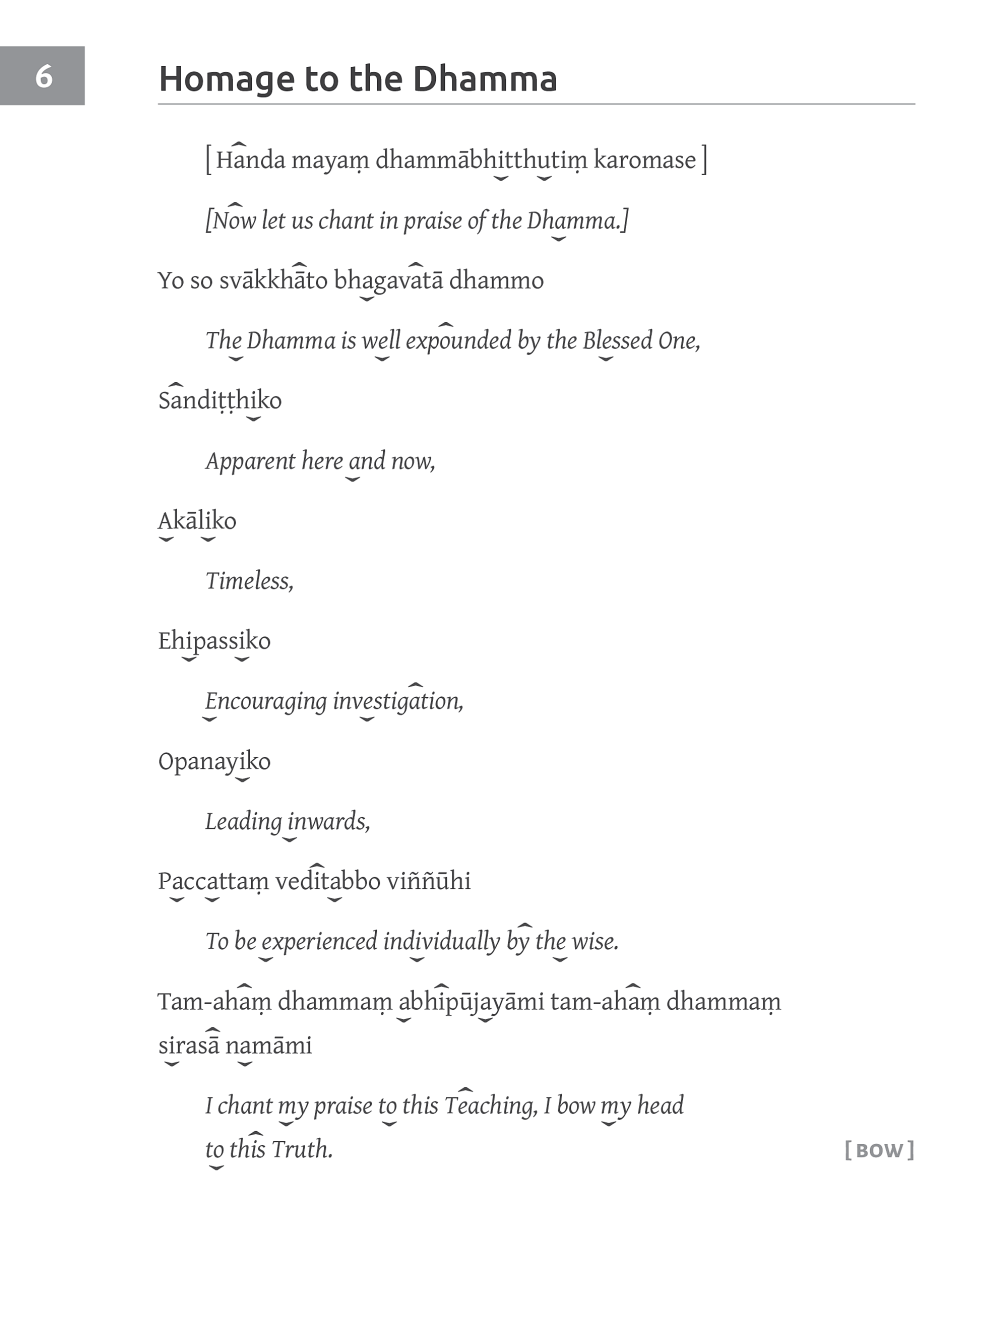 6
Homage to the Dhamma
[ Handa mayaṃ dhammābhitthutiṃ karomase ]
[Now let us chant in praise of the Dhamma.]
Yo so svākkhāto bhagavatā dhammo
The Dhamma is well expounded by the Blessed One,
Sandiṭṭhiko
Apparent here and now,
Akāliko
Timeless,
Ehipassiko
Encouraging investigation,
Opanayiko
Leading inwards,
Paccattaṃ veditabbo viññūhi
To be experienced individually by the wise.
Tam-ahaṃ dhammaṃ abhipūjayāmi tam-ahaṃ dhammaṃ
sirasā namāmi
I chant my praise to this Teaching, I bow my head
to this Truth.
[ BOW ]